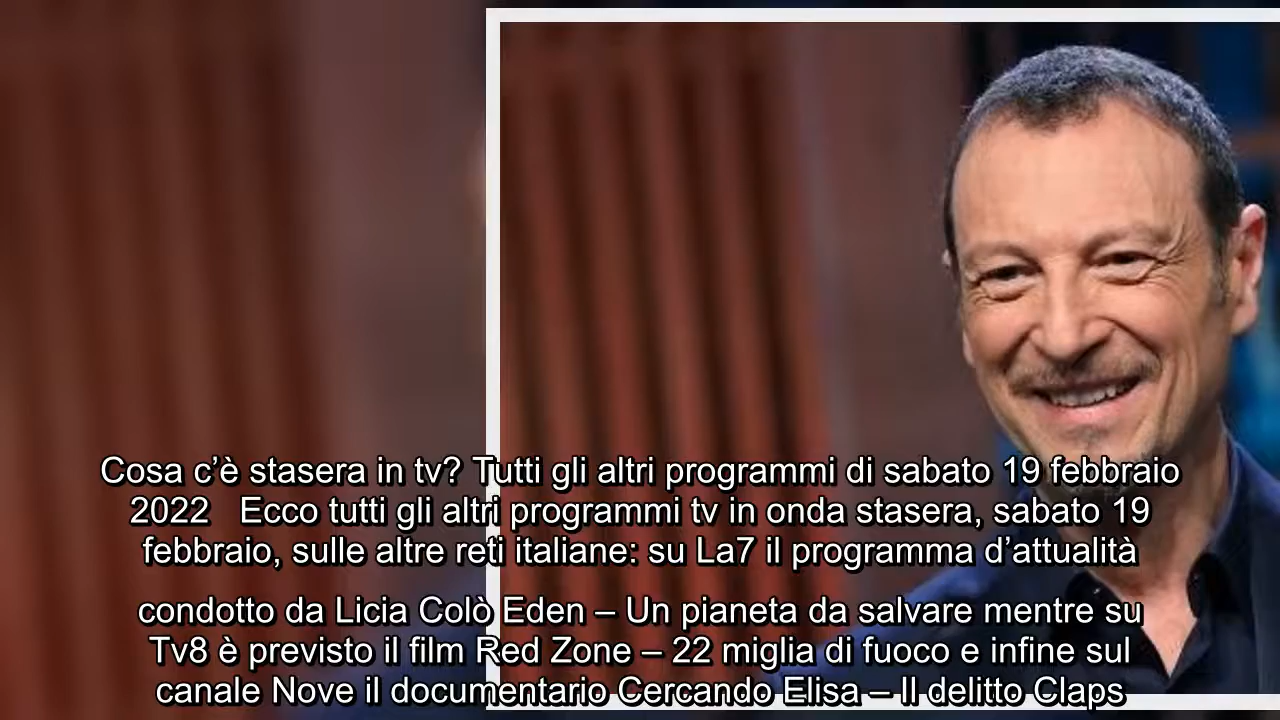 Cosa c’è stasera in tv? Tutti gli altri programmi di sabato 19 febbraio
2022   Ecco tutti gli altri programmi tv in onda stasera, sabato 19
febbraio, sulle altre reti italiane: su La7 il programma d’attualità
condotto da Licia Colò Eden – Un pianeta da salvare mentre su
Tv8 è previsto il film Red Zone – 22 miglia di fuoco e infine sul
canale Nove il documentario Cercando Elisa – Il delitto Claps